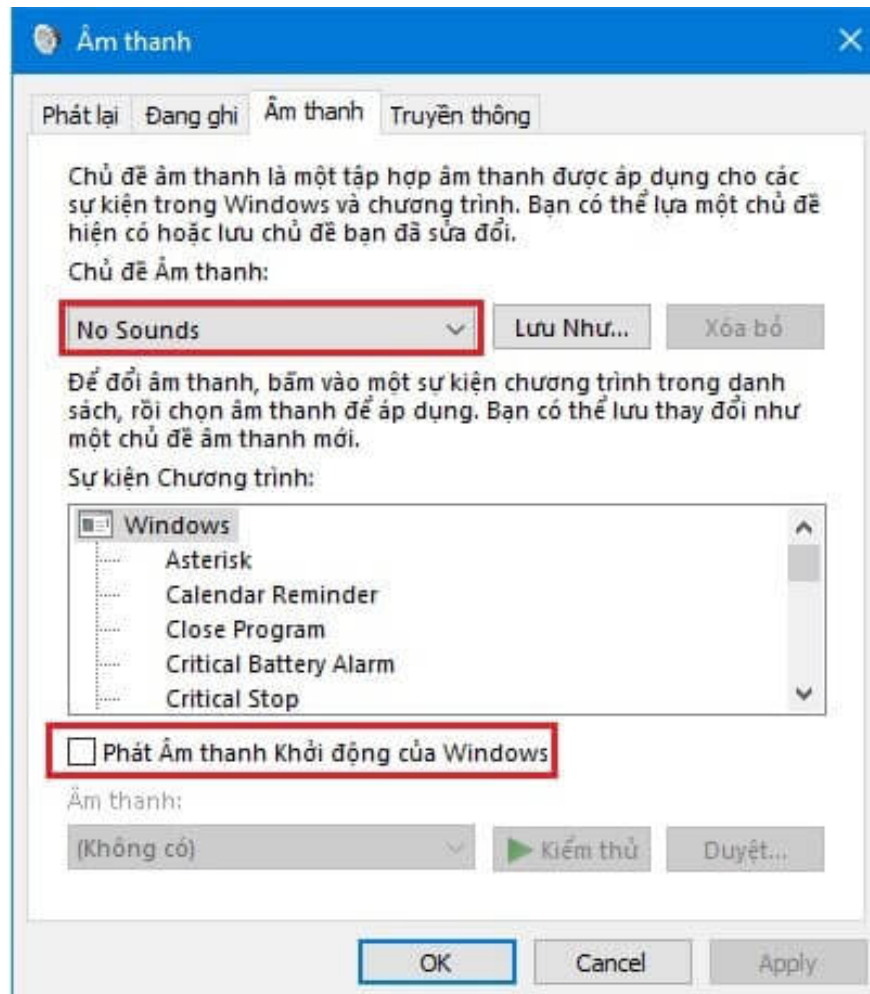 Âm thanh
Phát lại Đang ghi Âm thanh Truyền thông
Chủ đề âm thanh là một tập hợp âm thanh được áp dụng cho các
sự kiện trong Windows và chương trình. Bạn có thể lựa một chủ đề
hiện có hoặc lưu chủ đề bạn đã sửa đổi.
Chủ đề Âm thanh:
No Sounds Lưu Như... Xóa bỏ
Để đổi âm thanh, bấm vào một sự kiện chương trình trong danh
sách, rồi chọn âm thanh để áp dụng. Bạn có thể lưu thay đổi như
một chủ đề âm thanh mới.
Sự kiện Chương trình:
Windows
Asterisk
Calendar Reminder
Close Program
Critical Battery Alarm
Critical Stop
Phát Âm thanh Khởi động của Windows
Âm thanh:
(Không có) Kiểm thử Duyệt...
OK Cancel Apply